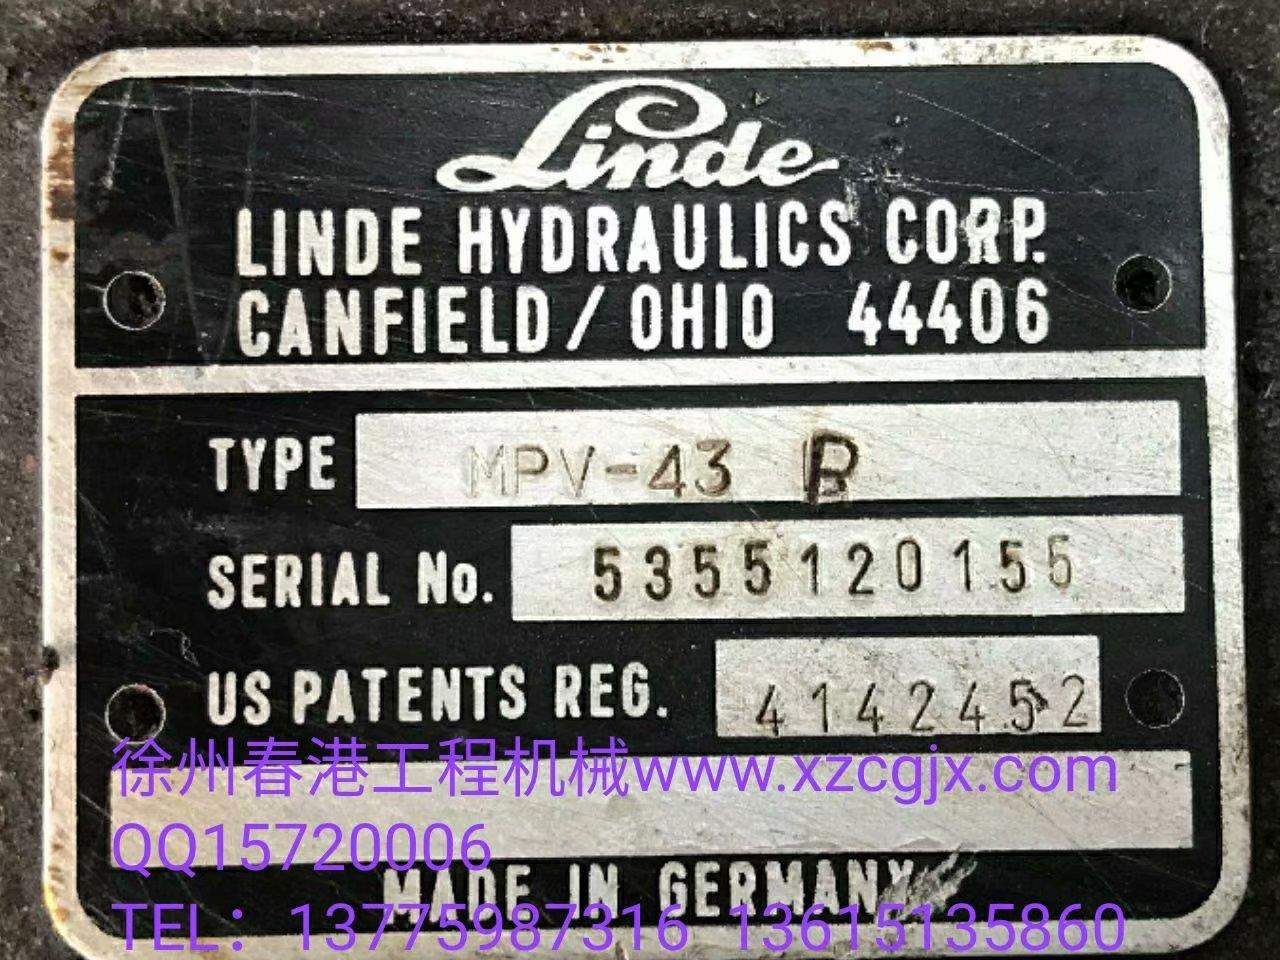 Linde
LINDE HYDRAULICS CORP.
CANFIELD / OHIO 44406
TYPE MPV-43 R
SERIAL No. 5355120155
US PATENTS REG. 4142452
徐州春港工程机械www.xzcgjx.com
QQ15720006
MADE IN GERMANY
TEL：13775987316 13615135860